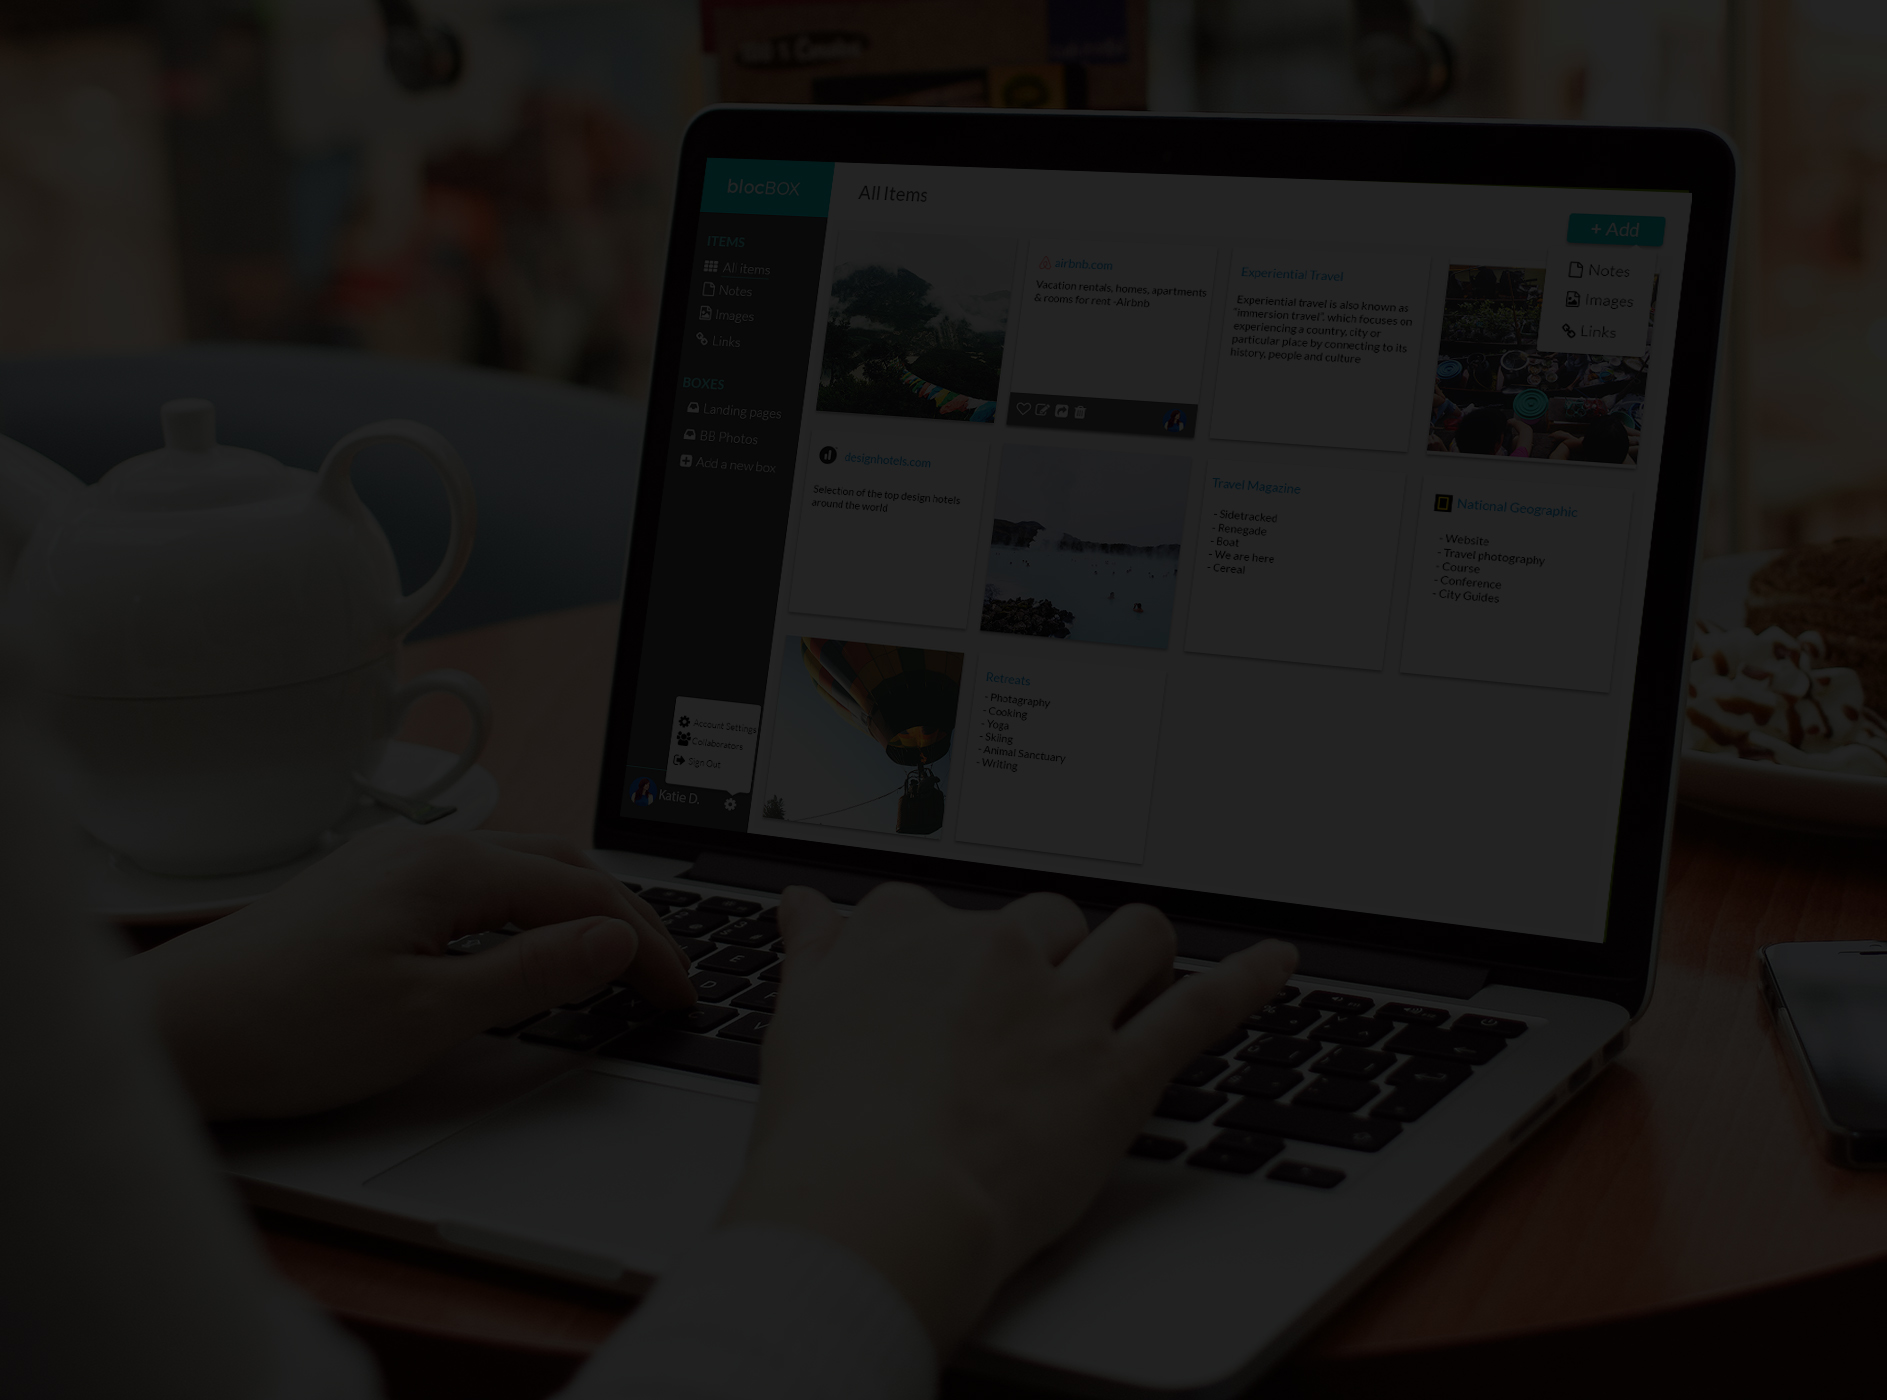 blocBOX
All Items
+ Add
Notes
Images
Links
ITEMS
All items
Notes
Images
Links
BOXES
Landing pages
BB Photos
Add a new box
Account Settings
Collaborators
Sign Out
Katie D.
airbnb.com
Vacation rentals, homes, apartments
& rooms for rent -Airbnb
Experiential Travel
Experiential travel is also known as
"immersion travel", which focuses on
experiencing a country, city or
particular place by connecting to its
history, people and culture
designhotels.com
Selection of the top design hotels
around the world
Travel Magazine
- Sidetracked
- Renegade
- Boat
- We are here
- Cereal
National Geographic
- Website
- Travel photography
- Course
- Conference
- City Guides
Retreats
- Photagraphy
- Cooking
- Yoga
- Skiing
- Animal Sanctuary
- Writing
E
D
C
V